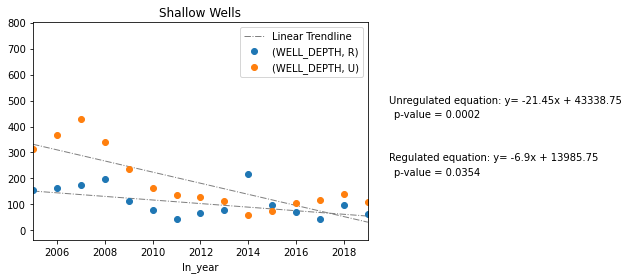 Shallow Wells
800
700
600
500
400
300
200
100
0
Linear Trendline
(WELL_DEPTH, R)
(WELL_DEPTH, U)
2006 2008 2010 2012 2014 2016 2018
In_year
Unregulated equation: y= -21.45x + 43338.75
p-value = 0.0002
Regulated equation: y= -6.9x + 13985.75
p-value = 0.0354